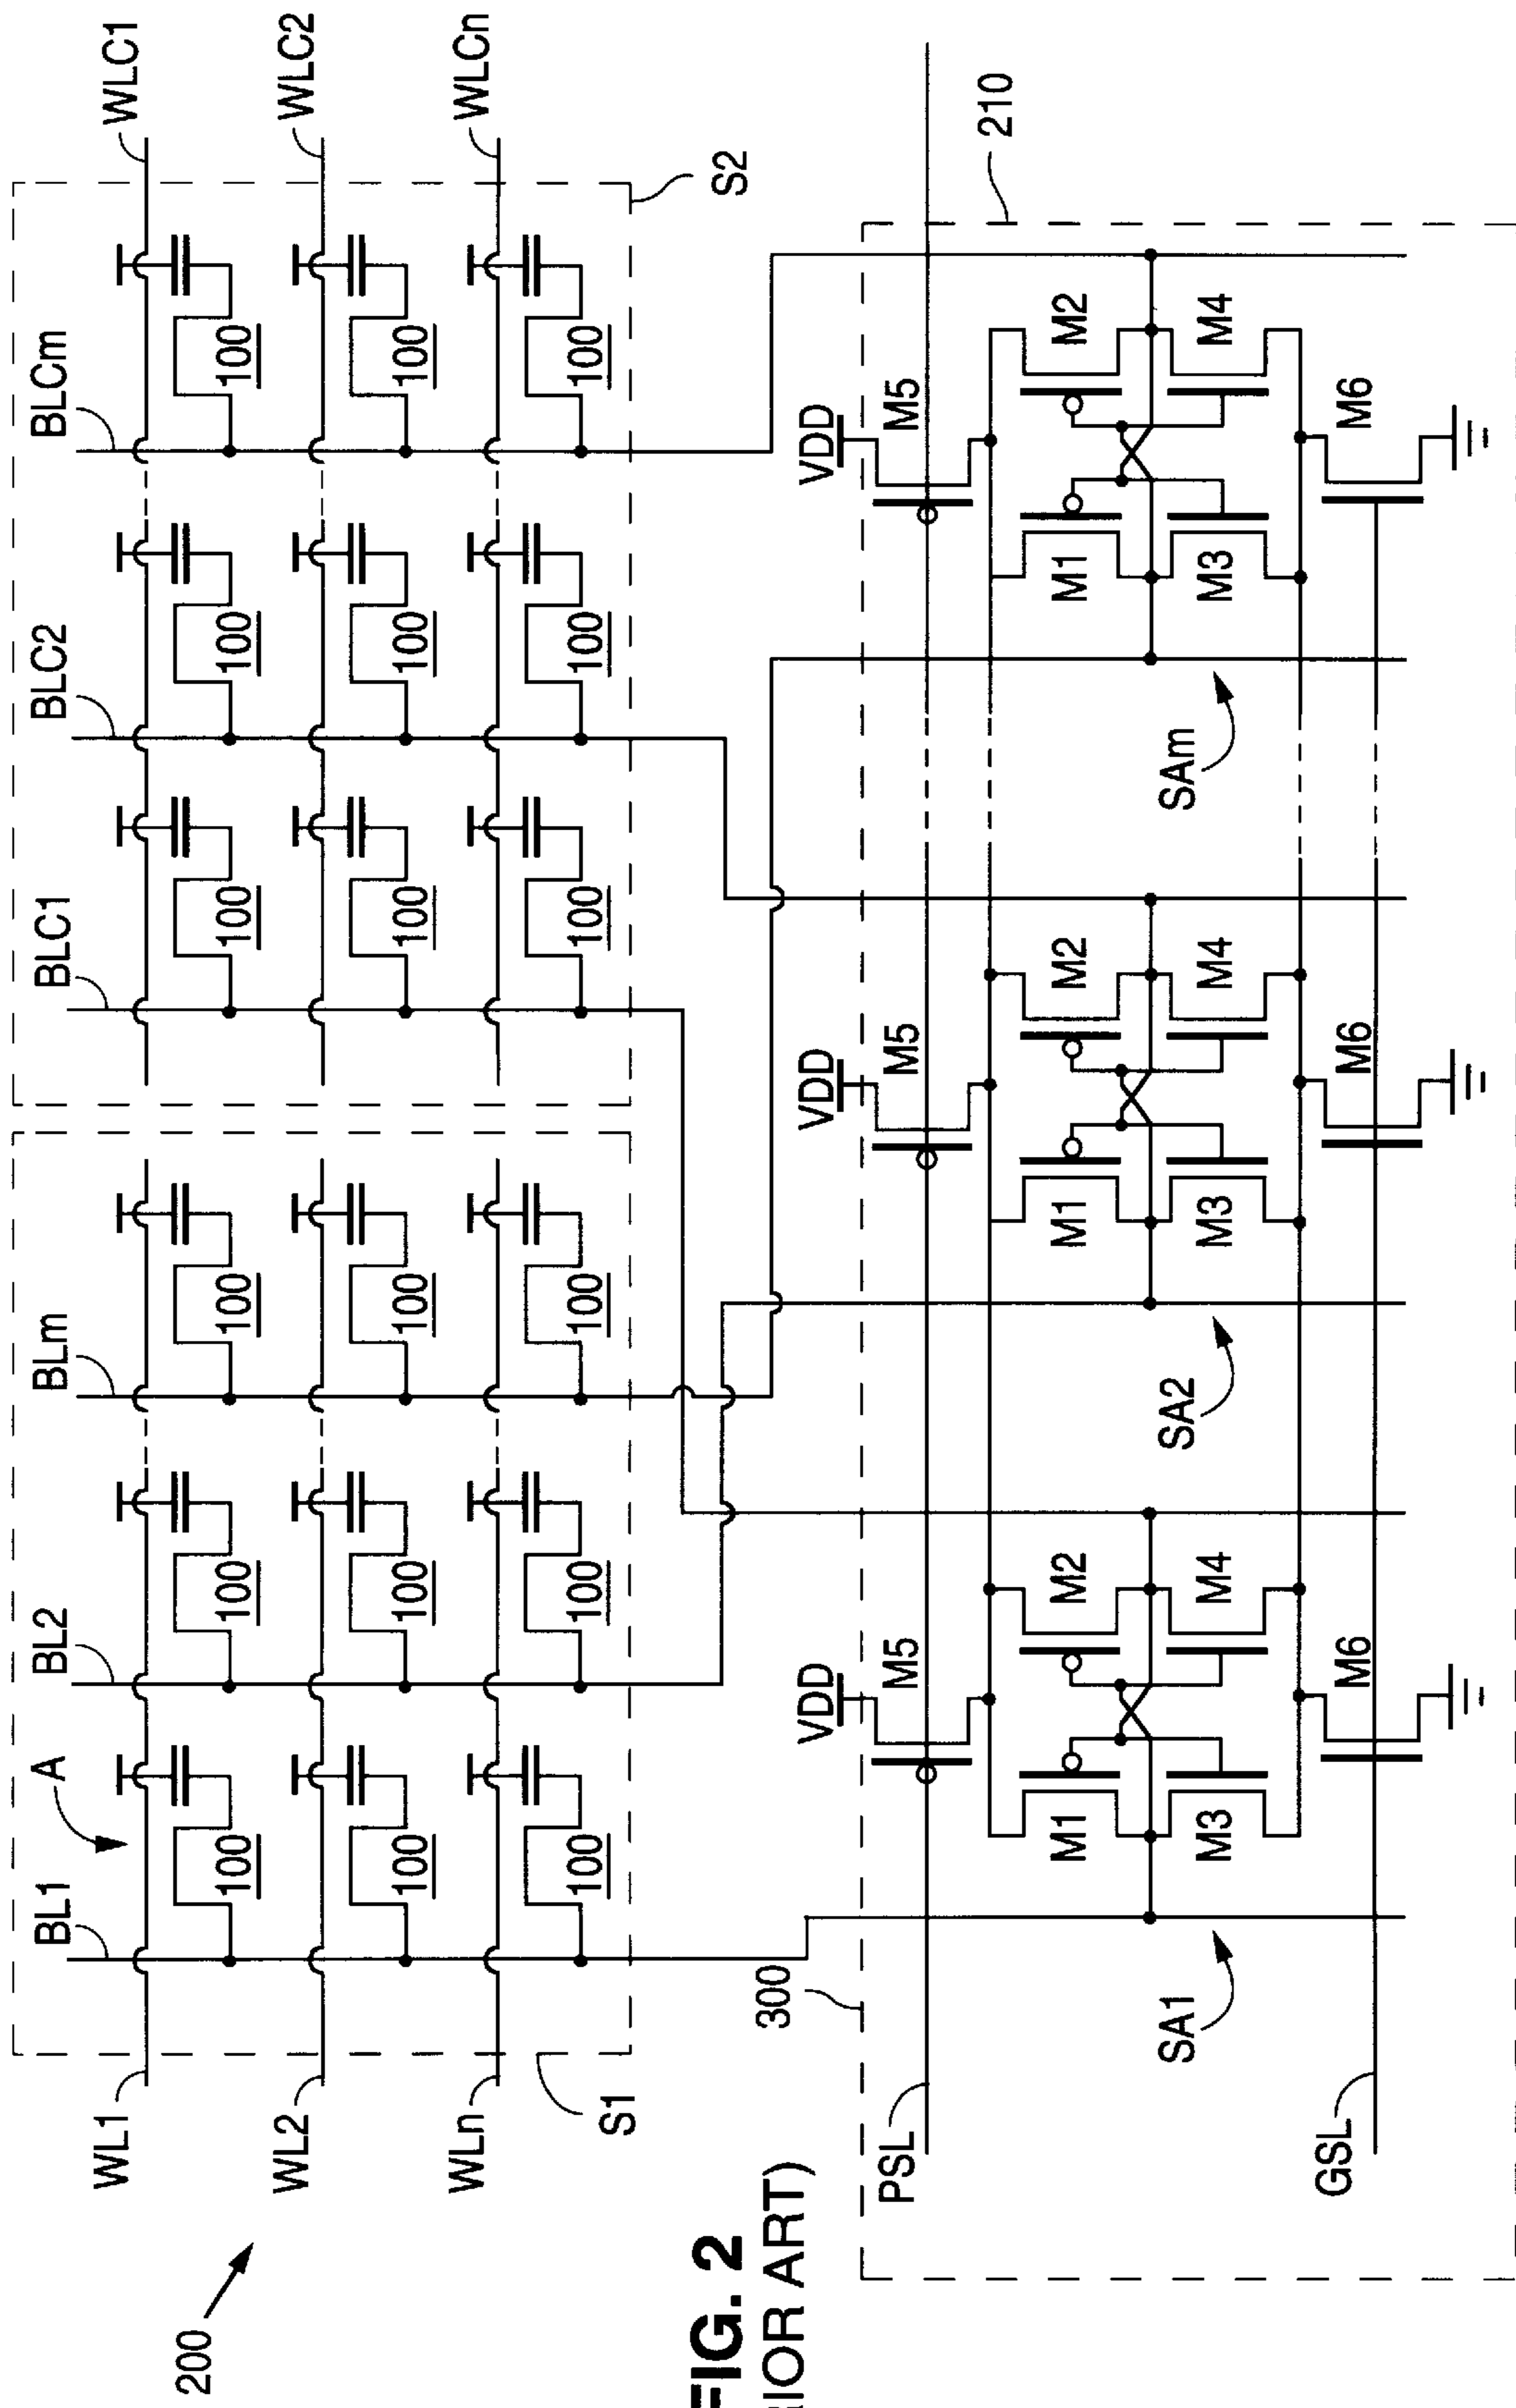 200
WL1
WL2
WLn
S1
BL1
A
BL2
BLm
BLC1
BLC2
BLCm
WLC1
WLC2
WLCn
S2
100 100 100 100 100 100
100 100 100 100 100 100
100 100 100 100 100 100
FIG. 2
IOR ART)
300
210
PSL
VDD VDD VDD
M5 M5 M5
M1 M2 M1 M2 M1 M2
M3 M4 M3 M4 M3 M4
SA1 SA2 SAm
M6 M6 M6
GSL